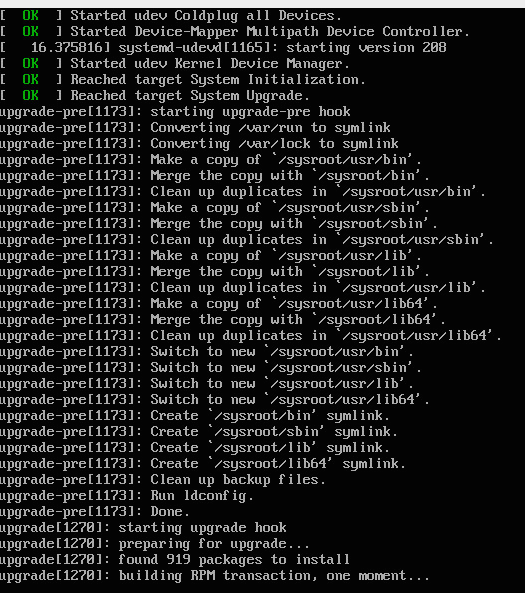 [  OK  ] Started udev Coldplug all Devices.
[  OK  ] Started Device-Mapper Multipath Device Controller.
[   16.375816] systemd-udevd[1165]: starting version 208
[  OK  ] Started udev Kernel Device Manager.
[  OK  ] Reached target System Initialization.
[  OK  ] Reached target System Upgrade.
upgrade-pre[1173]: starting upgrade-pre hook
upgrade-pre[1173]: Converting /var/run to symlink
upgrade-pre[1173]: Converting /var/lock to symlink
upgrade-pre[1173]: Make a copy of `/sysroot/usr/bin'.
upgrade-pre[1173]: Merge the copy with `/sysroot/bin'.
upgrade-pre[1173]: Clean up duplicates in `/sysroot/usr/bin'.
upgrade-pre[1173]: Make a copy of `/sysroot/usr/sbin'.
upgrade-pre[1173]: Merge the copy with `/sysroot/sbin'.
upgrade-pre[1173]: Clean up duplicates in `/sysroot/usr/sbin'.
upgrade-pre[1173]: Make a copy of `/sysroot/usr/lib'.
upgrade-pre[1173]: Merge the copy with `/sysroot/lib'.
upgrade-pre[1173]: Clean up duplicates in `/sysroot/usr/lib'.
upgrade-pre[1173]: Make a copy of `/sysroot/usr/lib64'.
upgrade-pre[1173]: Merge the copy with `/sysroot/lib64'.
upgrade-pre[1173]: Clean up duplicates in `/sysroot/usr/lib64'.
upgrade-pre[1173]: Switch to new `/sysroot/usr/bin'.
upgrade-pre[1173]: Switch to new `/sysroot/usr/sbin'.
upgrade-pre[1173]: Switch to new `/sysroot/usr/lib'.
upgrade-pre[1173]: Switch to new `/sysroot/usr/lib64'.
upgrade-pre[1173]: Create `/sysroot/bin' symlink.
upgrade-pre[1173]: Create `/sysroot/sbin' symlink.
upgrade-pre[1173]: Create `/sysroot/lib' symlink.
upgrade-pre[1173]: Create `/sysroot/lib64' symlink.
upgrade-pre[1173]: Clean up backup files.
upgrade-pre[1173]: Run ldconfig.
upgrade-pre[1173]: Done.
upgrade[1270]: starting upgrade hook
upgrade[1270]: preparing for upgrade...
upgrade[1270]: found 919 packages to install
upgrade[1270]: building RPM transaction, one moment...